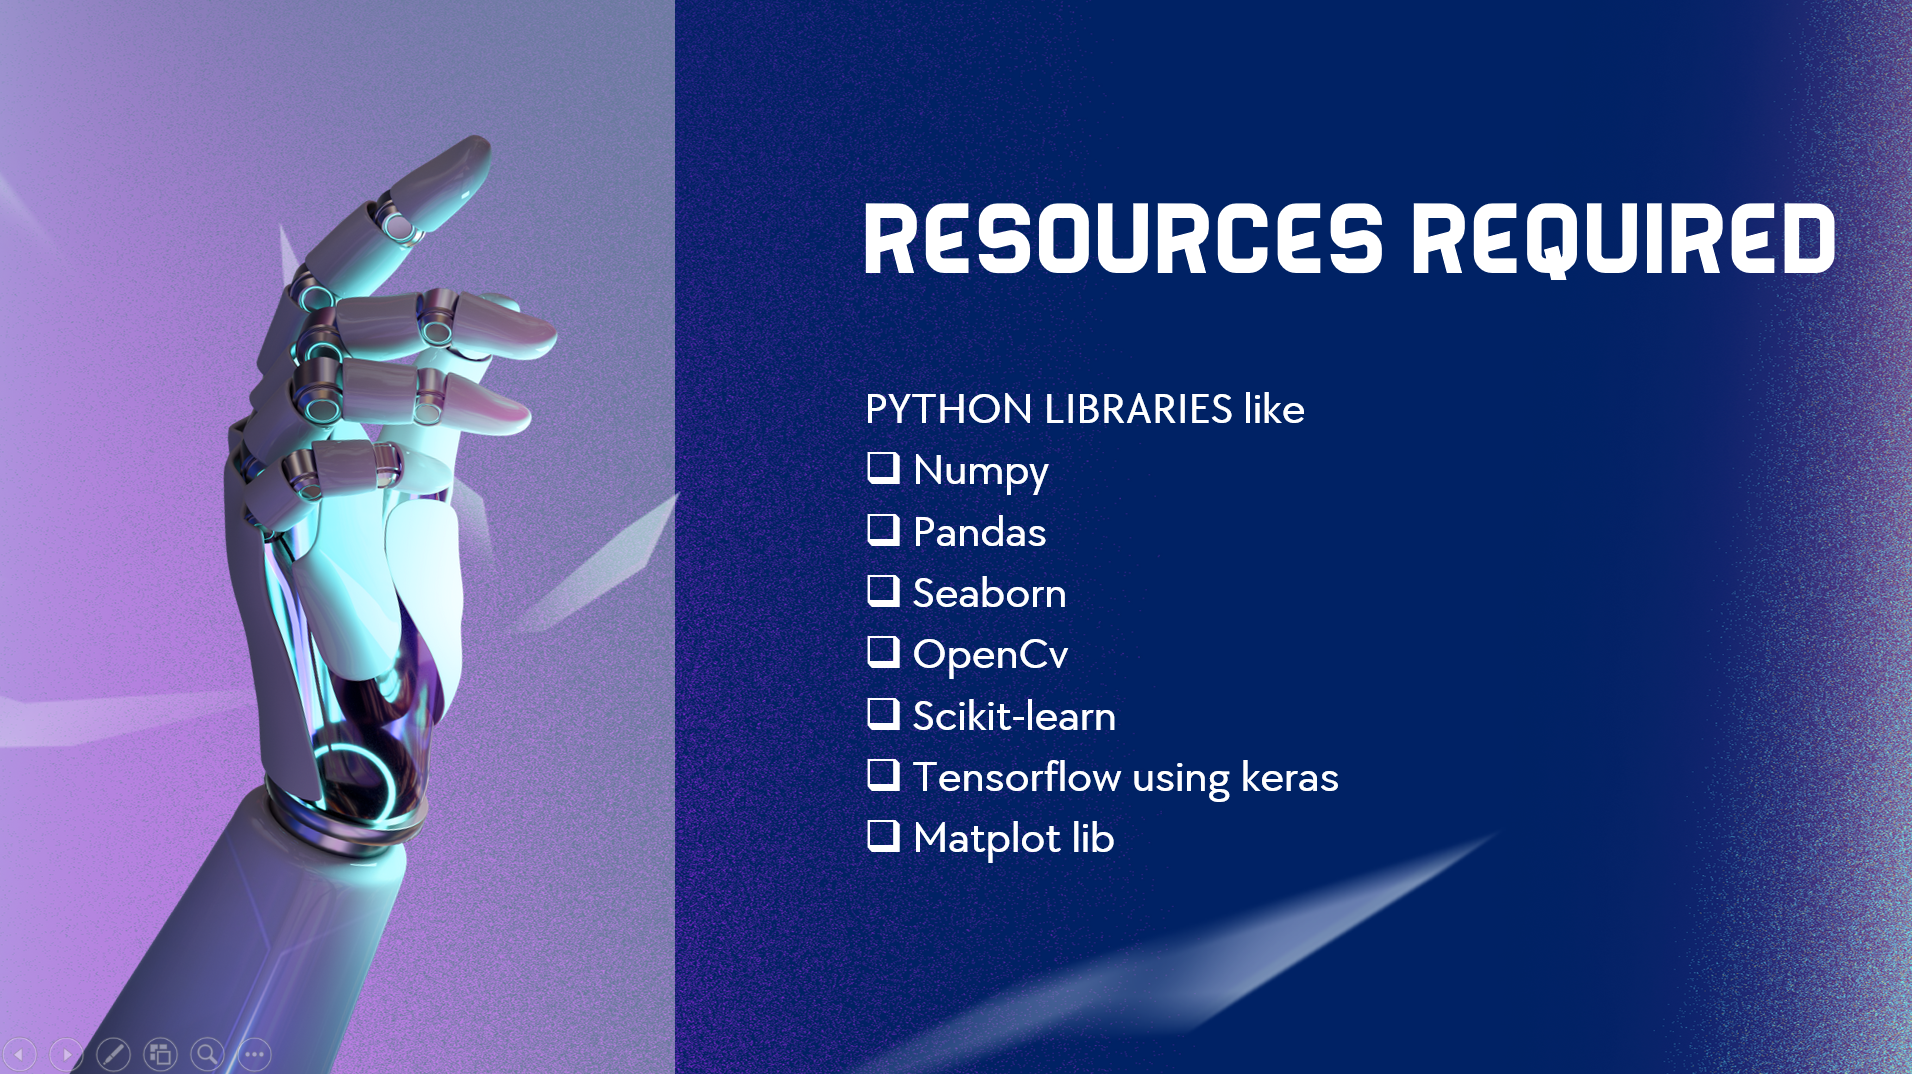 RESOURCES REQUIRED
PYTHON LIBRARIES like
Numpy
Pandas
Seaborn
OpenCv
Scikit-learn
Tensorflow using keras
Matplot lib